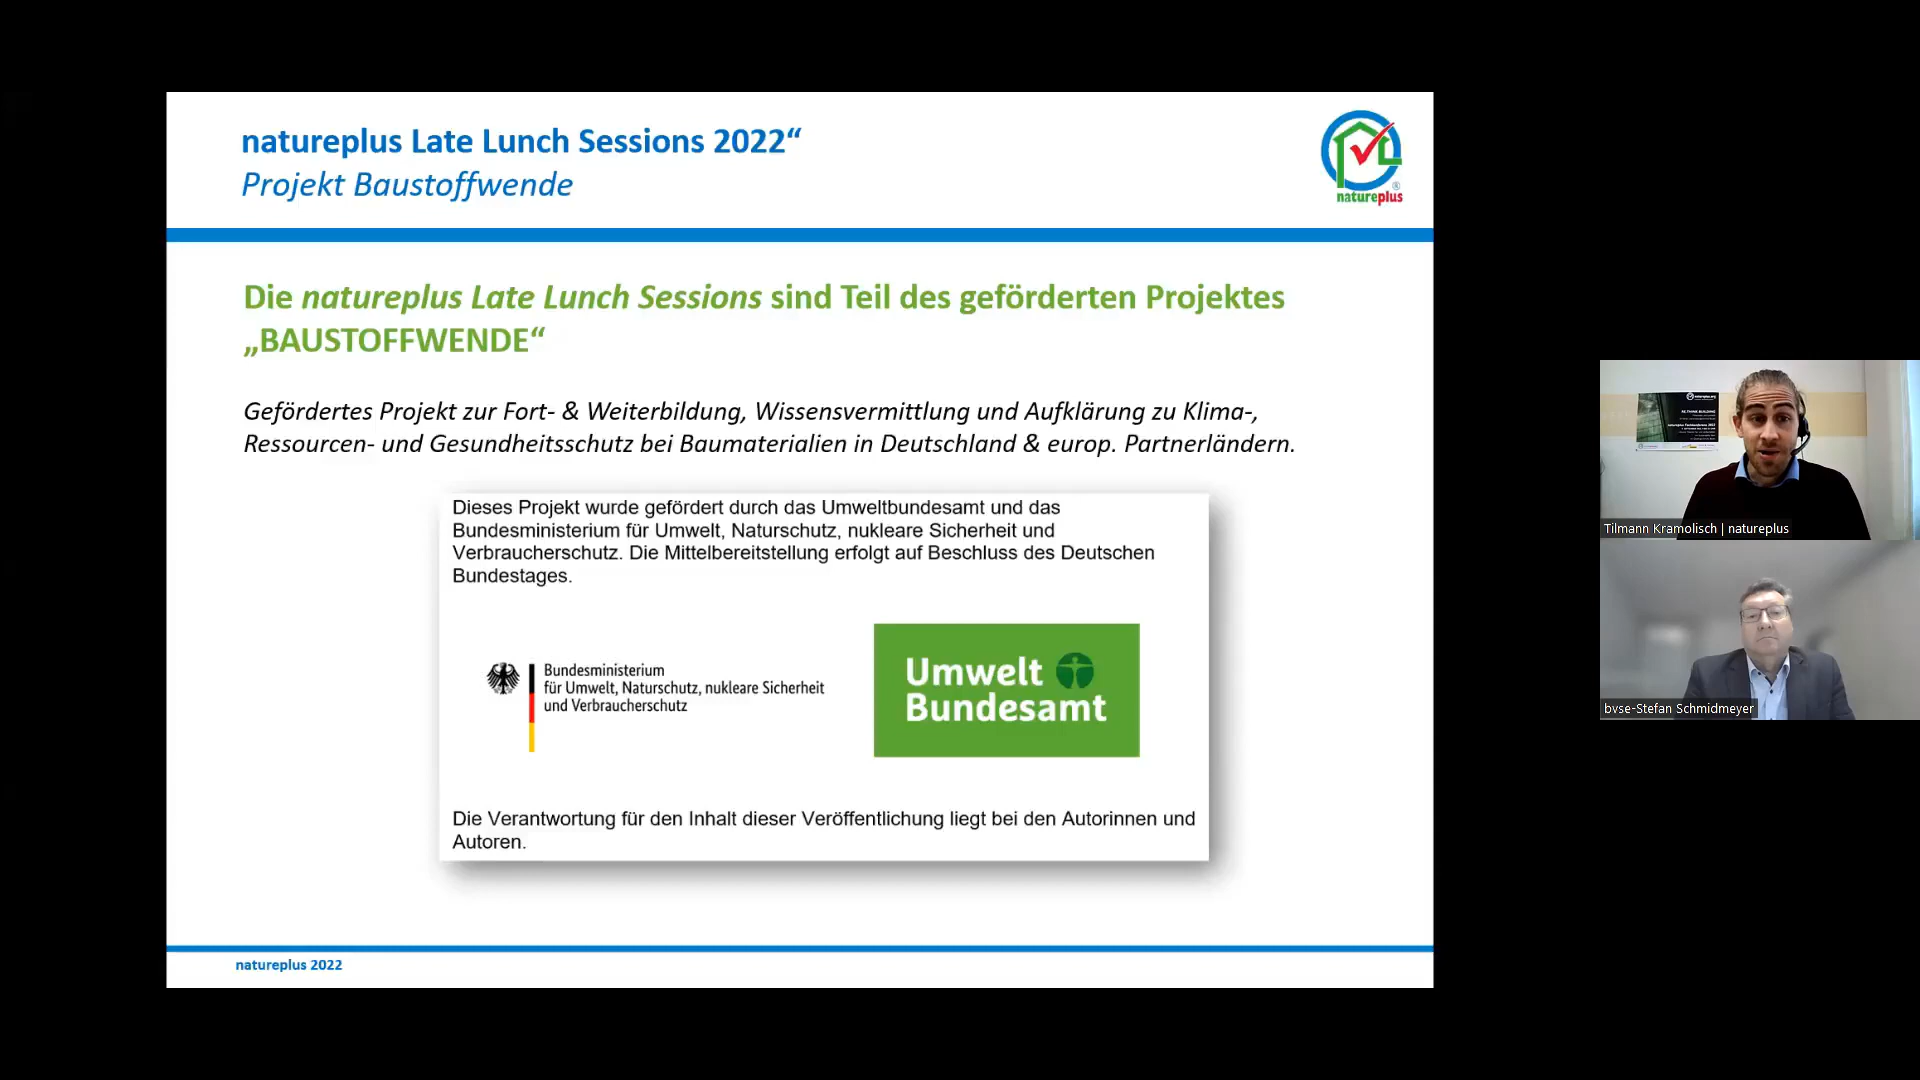 natureplus Late Lunch Sessions 2022“
Projekt Baustoffwende
natureplus
®
Die natureplus Late Lunch Sessions sind Teil des geförderten Projektes
„BAUSTOFFWENDE“
Gefördertes Projekt zur Fort- & Weiterbildung, Wissensvermittlung und Aufklärung zu Klima-,
Ressourcen- und Gesundheitsschutz bei Baumaterialien in Deutschland & europ. Partnerländern.
Dieses Projekt wurde gefördert durch das Umweltbundesamt und das
Bundesministerium für Umwelt, Naturschutz, nukleare Sicherheit und
Verbraucherschutz. Die Mittelbereitstellung erfolgt auf Beschluss des Deutschen
Bundestages.
Bundesministerium
für Umwelt, Naturschutz, nukleare Sicherheit
und Verbraucherschutz
Umwelt
Bundesamt
Die Verantwortung für den Inhalt dieser Veröffentlichung liegt bei den Autorinnen und
Autoren.
natureplus 2022
Tilmann Kramolisch | natureplus
bvse-Stefan Schmidmeyer